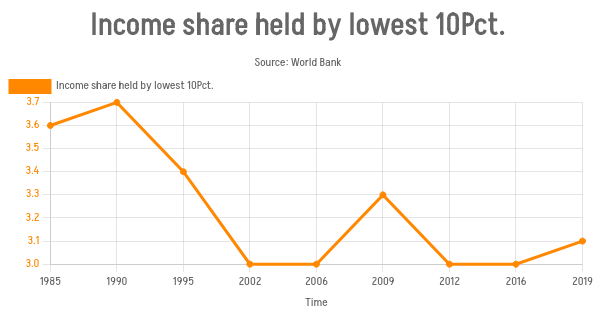 Income share held by lowest 10Pct.
Source: World Bank
Income share held by lowest 10Pct.
3.7
3.6
3.5
3.4
3.3
3.2
3.1
3.0
1985 1990 1995 2002 2006 2009 2012 2016 2019
Time